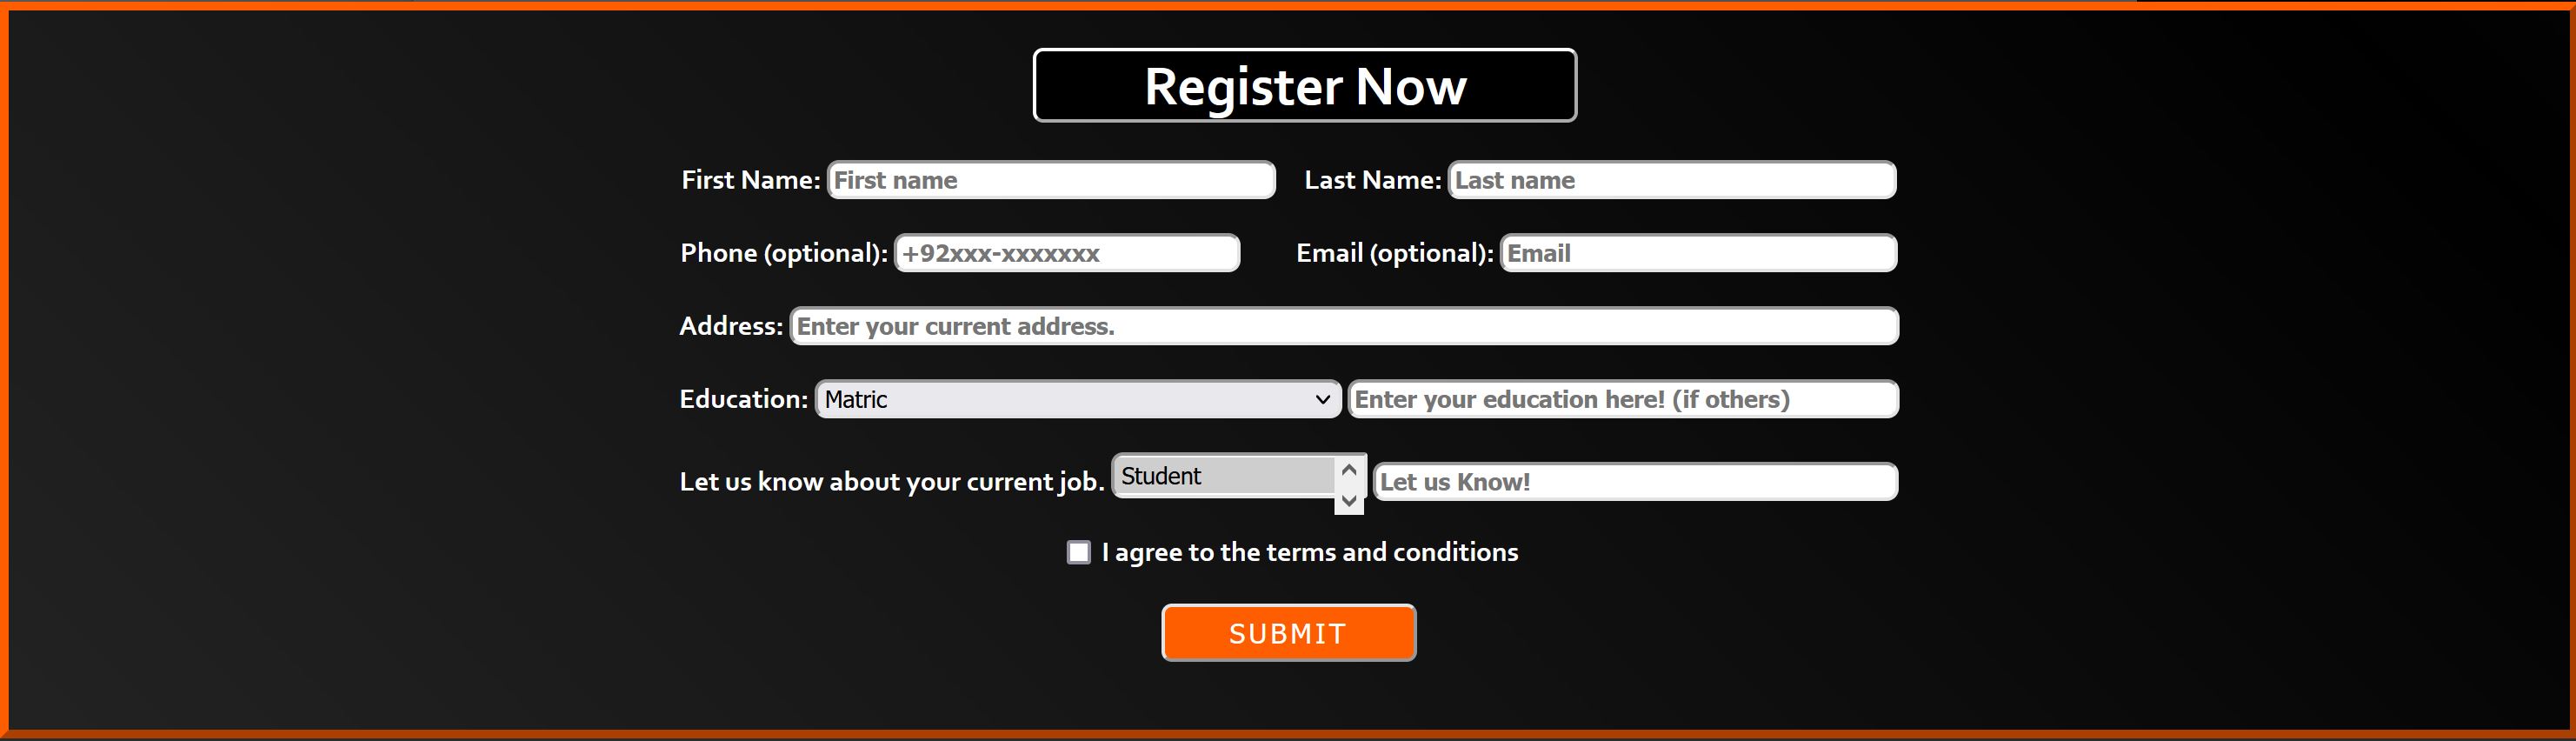 Register Now
First Name: First name Last Name: Last name
Phone (optional): +92xxx-xxxxxxx Email (optional): Email
Address: Enter your current address.
Education: Matric Enter your education here! (if others)
Let us know about your current job. Student Let us Know!
I agree to the terms and conditions
SUBMIT